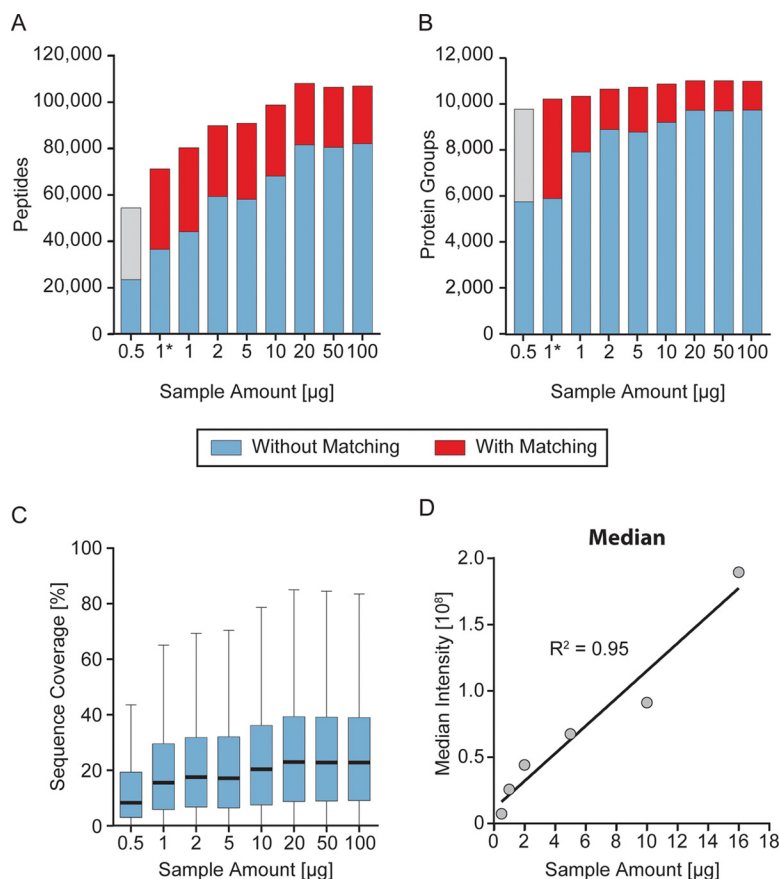 A
120,000
100,000
80,000
60,000
40,000
20,000
0
Peptides
0.5 1* 1 2 5 10 20 50 100
Sample Amount [µg]
B
12,000
10,000
8,000
6,000
4,000
2,000
0
Protein Groups
0.5 1* 1 2 5 10 20 50 100
Sample Amount [µg]
Without Matching With Matching
C
100
80
60
40
20
0
Sequence Coverage [%]
0.5 1 2 5 10 20 50 100
Sample Amount [µg]
D
Median
2.0
1.5
1.0
0.5
0
Median Intensity [10⁸]
R² = 0.95
0 2 4 6 8 10 12 14 16 18
Sample Amount [µg]